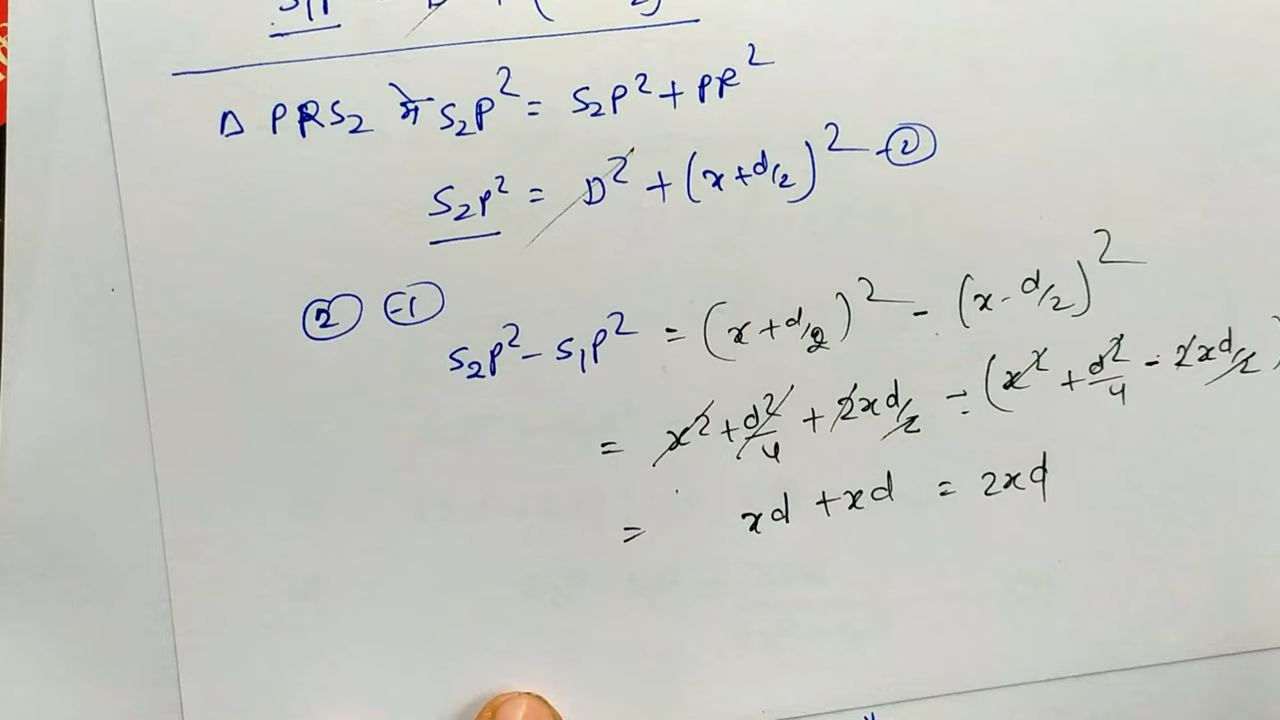 Δ PRS₂ में S₂P² = S₂P² + PR²
S₂P² = D² + (x + d/2)² -②
② -①
S₂P² - S₁P² = (x + d/2)² - (x - d/2)²
= x² + d²/4 + 2xd/2 - (x² + d²/4 - 2xd/2)
= xd + xd = 2xd